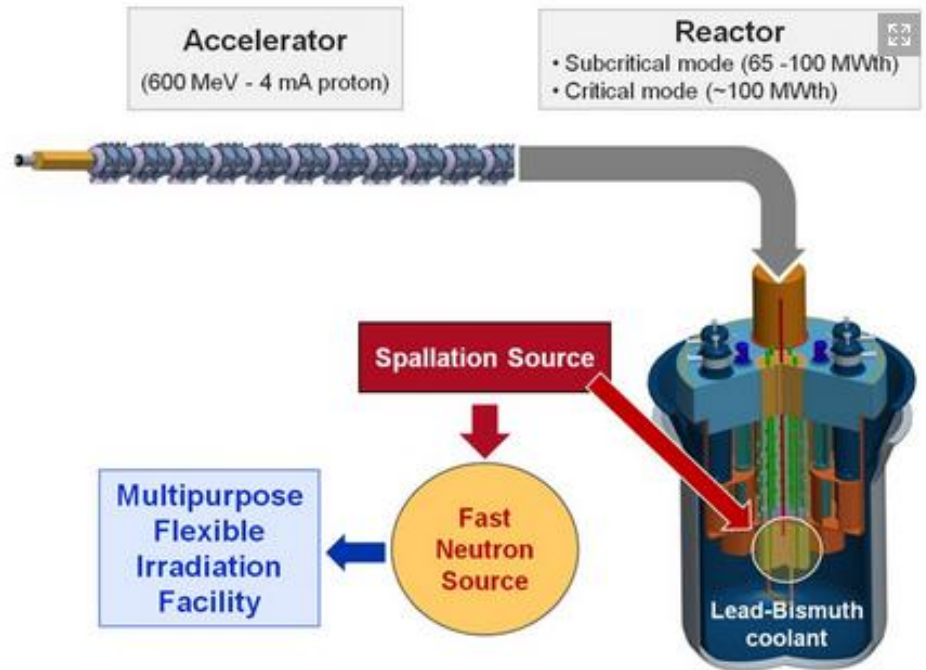 Accelerator
(600 MeV - 4 mA proton)
Reactor
• Subcritical mode (65 -100 MWth)
• Critical mode (~100 MWth)
Spallation Source
Multipurpose
Flexible
Irradiation
Facility
Fast
Neutron
Source
Lead-Bismuth
coolant